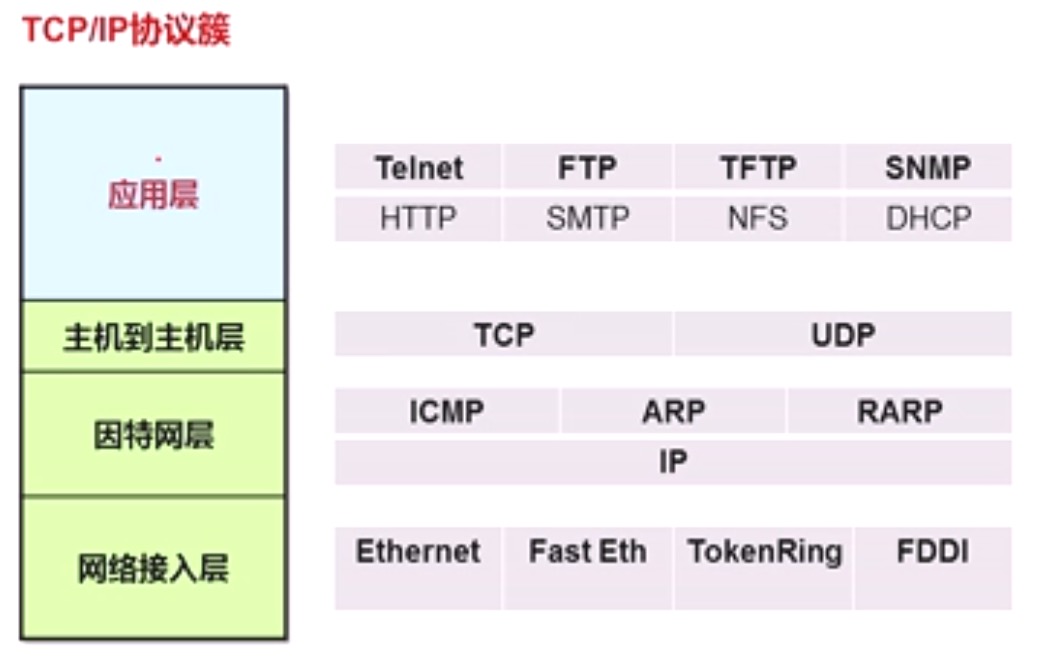 TCP/IP协议簇
应用层
Telnet FTP TFTP SNMP
HTTP SMTP NFS DHCP
主机到主机层
TCP UDP
因特网层
ICMP ARP RARP
IP
网络接入层
Ethernet Fast Eth TokenRing FDDI